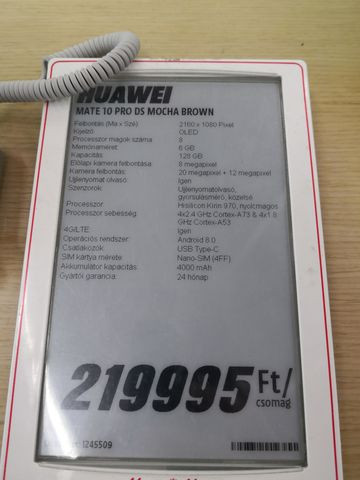 HUAWEI
MATE 10 PRO DS MOCHA BROWN
Felbontás (Ma x Szé) 2160 x 1080 Pixel
Kijelző OLED
Processzor magok száma 8
Memóriaméret: 6 GB
Kapacitás: 128 GB
Előlapi kamera felbontása 8 megapixel
Kamera felbontás: 20 megapixel + 12 megapixel
Ujjlenyomat olvasó: Igen
Szenzorok: Ujjlenyomatolvasó,
gyorsulásmérő, közelsé
Processzor HHisilicon Kirin 970, nyolcmagos
Processzor sebesség: 4x2.4 GHz Cortex-A73 & 4x1.8
GHz Cortex-A53
4G/LTE: Igen
Operációs rendszer: Android 8.0
Csatlakozók: USB Type-C
SIM kártya mérete Nano-SIM (4FF)
Akkumulátor kapacitás: 4000 mAh
Gyártói garancia: 24 hónap
219995 Ft/
csomag
1245509